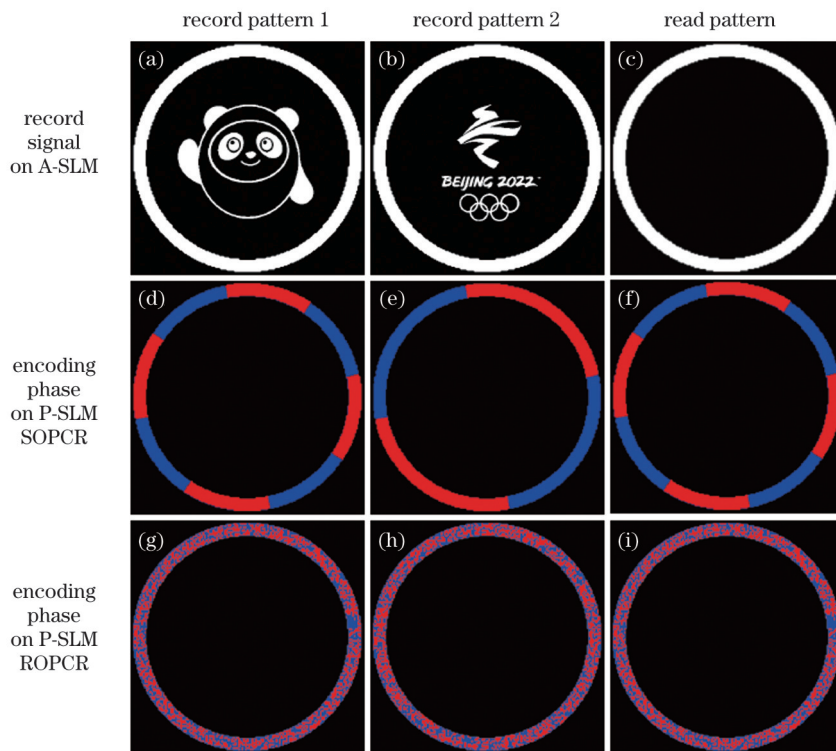 record pattern 1
record pattern 2
read pattern
record
signal
on A-SLM
(a)
(b)
(c)
BEIJING 2022
encoding
phase
on P-SLM
SOPCR
(d)
(e)
(f)
encoding
phase
on P-SLM
ROPCR
(g)
(h)
(i)